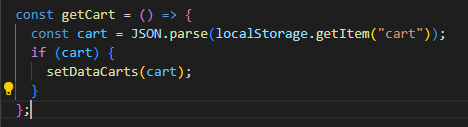 const getCart = () => {
  const cart = JSON.parse(localStorage.getItem("cart"));
  if (cart) {
    setDataCarts(cart);
  }
};